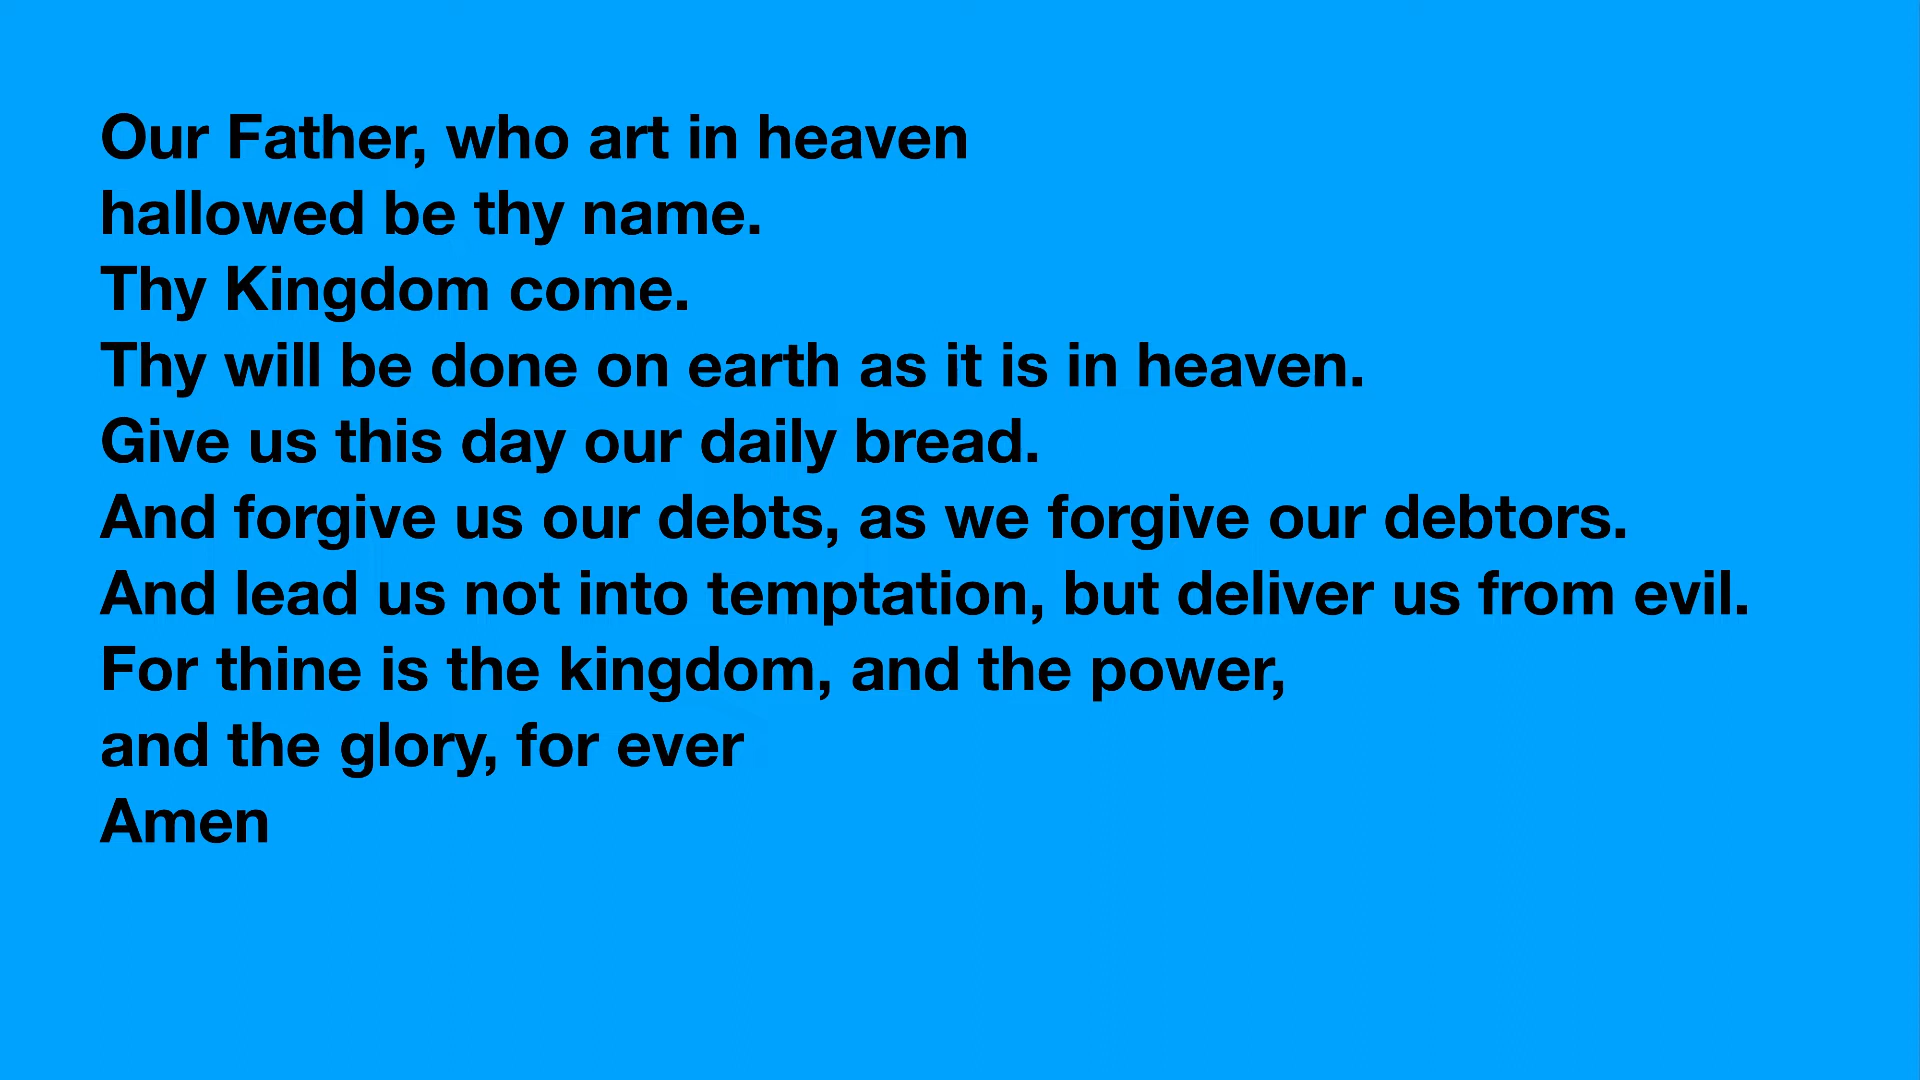 Our Father, who art in heaven
hallowed be thy name.
Thy Kingdom come.
Thy will be done on earth as it is in heaven.
Give us this day our daily bread.
And forgive us our debts, as we forgive our debtors.
And lead us not into temptation, but deliver us from evil.
For thine is the kingdom, and the power,
and the glory, for ever
Amen